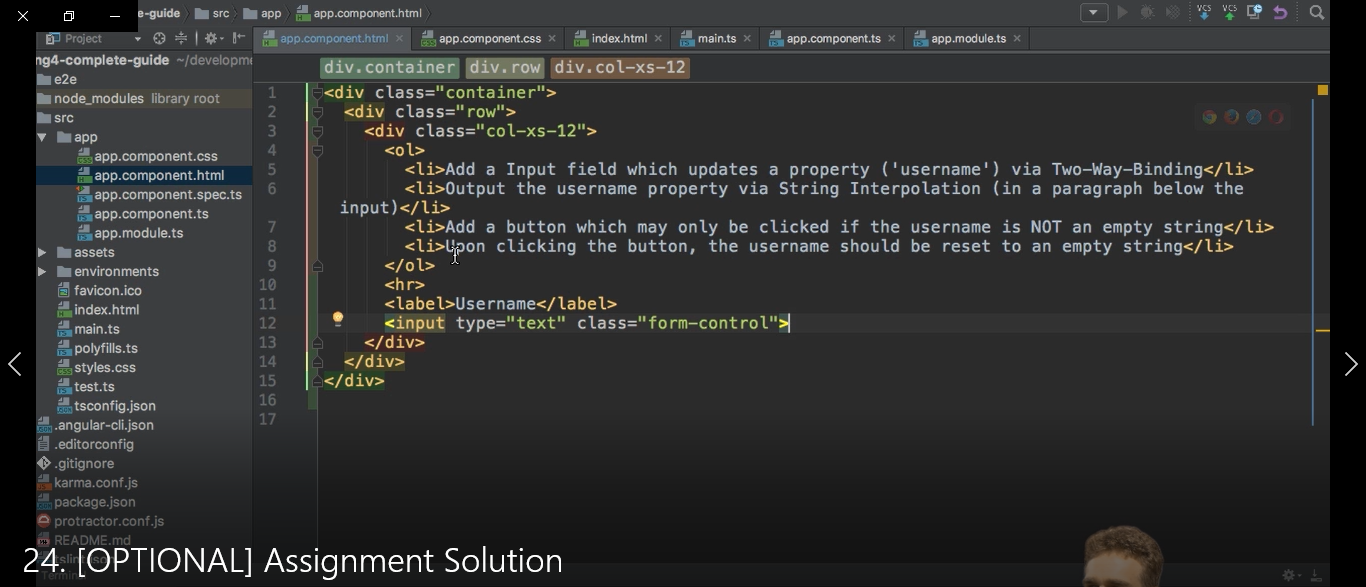 e-guide src app app.component.html
Project VCS VCS
app.component.html app.component.css index.html main.ts app.component.ts app.module.ts
ng4-complete-guide ~/developme
e2e
node_modules library root
src
app
app.component.css
app.component.html
app.component.spec.ts
app.component.ts
app.module.ts
assets
environments
favicon.ico
index.html
main.ts
polyfills.ts
styles.css
test.ts
tsconfig.json
.angular-cli.json
.editorconfig
.gitignore
karma.conf.js
package.json
protractor.conf.js
README.md
tslint.json
div.container div.row div.col-xs-12
1 <div class="container">
2 <div class="row">
3 <div class="col-xs-12">
4 <ol>
5 <li>Add a Input field which updates a property ('username') via Two-Way-Binding</li>
6 <li>Output the username property via String Interpolation (in a paragraph below the
input)</li>
7 <li>Add a button which may only be clicked if the username is NOT an empty string</li>
8 <li>Upon clicking the button, the username should be reset to an empty string</li>
9 </ol>
10 <hr>
11 <label>Username</label>
12 <input type="text" class="form-control">
13 </div>
14 </div>
15 </div>
16
17
24. [OPTIONAL] Assignment Solution